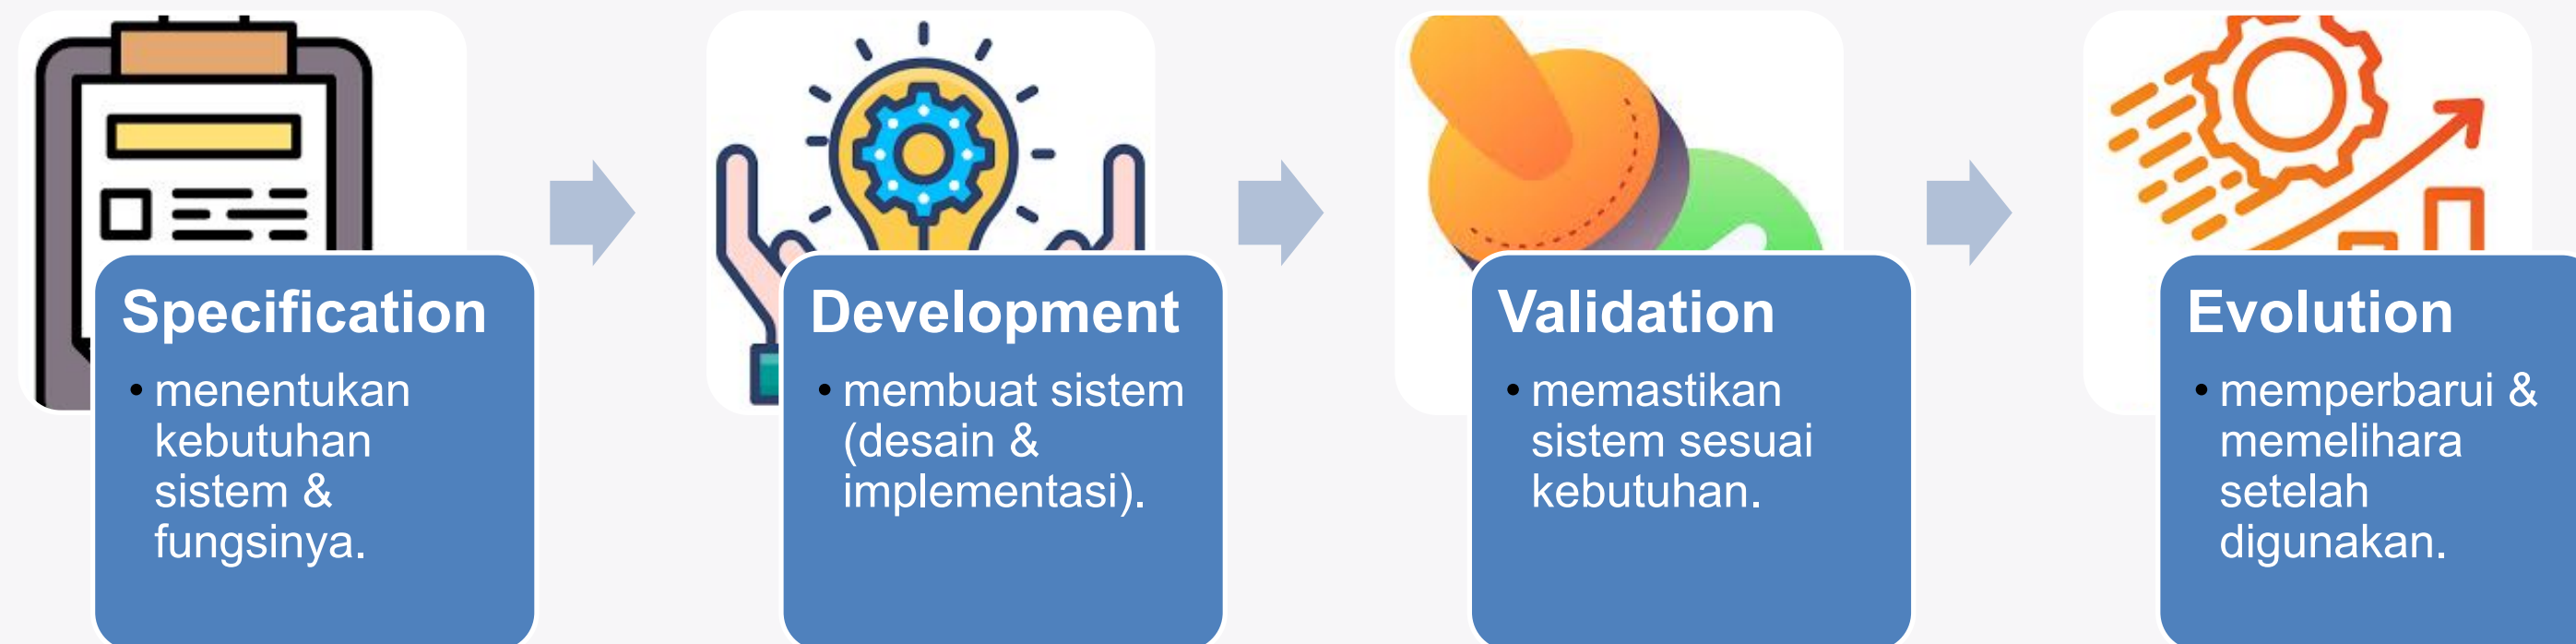 Specification
• menentukan
kebutuhan
sistem &
fungsinya.
Development
• membuat sistem
(desain &
implementasi).
Validation
• memastikan
sistem sesuai
kebutuhan.
Evolution
• memperbarui &
memelihara
setelah
digunakan.